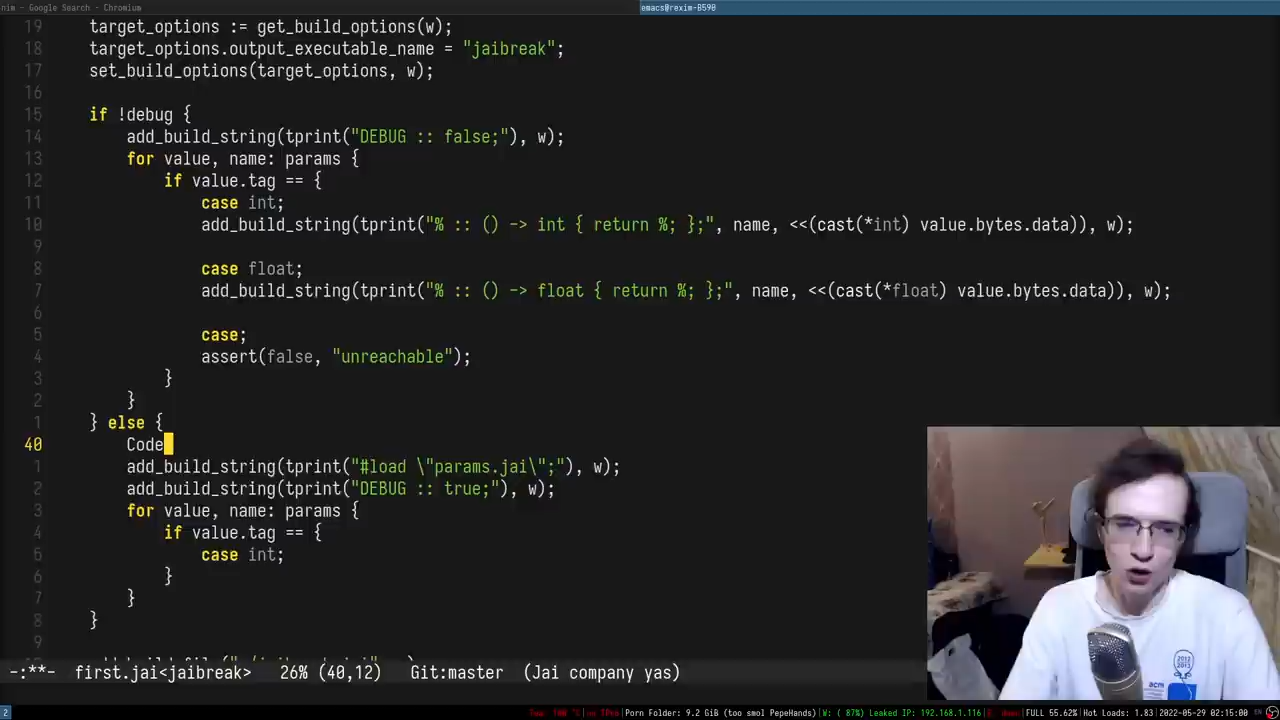 nim - Google Search - Chromium
emacs@rexim-B590
19 target_options := get_build_options(w);
18 target_options.output_executable_name = "jaibreak";
17 set_build_options(target_options, w);
16
15 if !debug {
14 add_build_string(tprint("DEBUG :: false;"), w);
13 for value, name: params {
12 if value.tag == {
11 case int;
10 add_build_string(tprint("% :: () -> int { return %; };", name, <<(cast(*int) value.bytes.data)), w);
9
8 case float;
7 add_build_string(tprint("% :: () -> float { return %; };", name, <<(cast(*float) value.bytes.data)), w);
6
5 case;
4 assert(false, "unreachable");
3 }
2 }
1 } else {
40 Code
1 add_build_string(tprint("#load \"params.jai\";"), w);
2 add_build_string(tprint("DEBUG :: true;"), w);
3 for value, name: params {
4 if value.tag == {
5 case int;
6 }
7 }
8 }
9
-:**- first.jai<jaibreak> 26% (40,12) Git:master (Jai company yas)
2
Porn Folder: 9.2 GiB (too smol PepeHands)|W: ( 87%) Leaked IP: 192.168.1.116|E: down|FULL 55.62%|Hot Loads: 1.83|2022-05-29 02:15:00 EN
acm